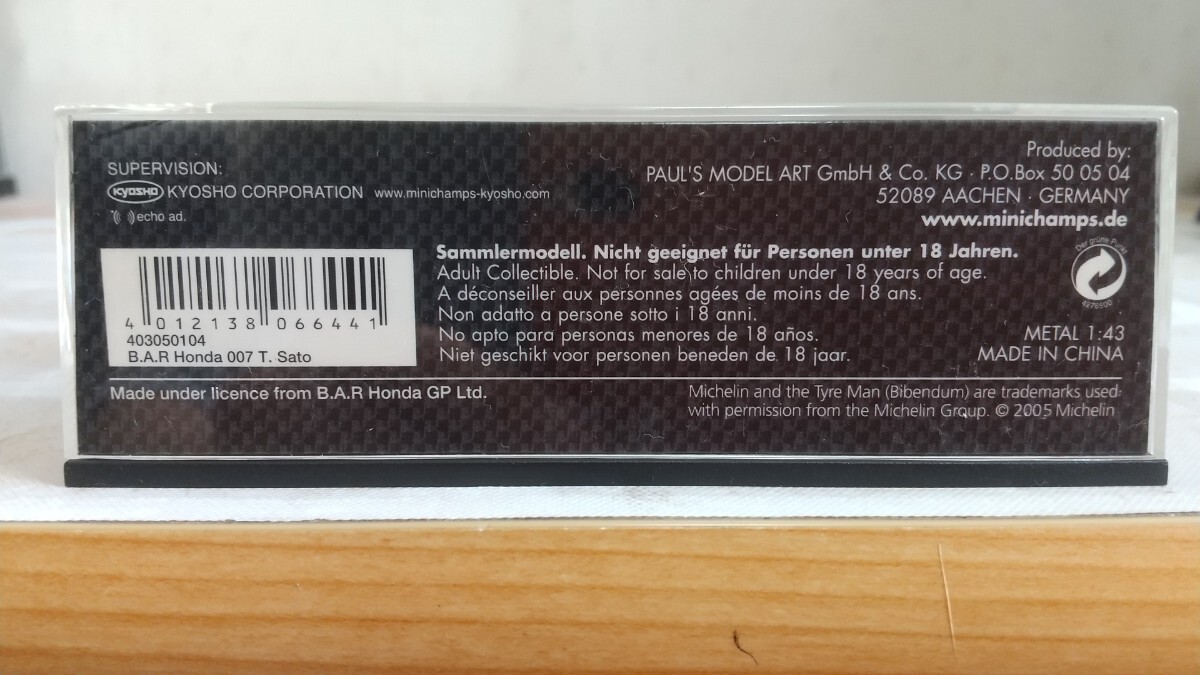 SUPERVISION:
KYOSHO KYOSHO CORPORATION www.minichamps-kyosho.com
echo ad.
Produced by:
PAUL'S MODEL ART GmbH & Co. KG · P.O.Box 50 05 04
52089 AACHEN · GERMANY
www.minichamps.de
4 012138 066441
403050104
B.A.R Honda 007 T. Sato
Sammlermodell. Nicht geeignet für Personen unter 18 Jahren.
Adult Collectible. Not for sale to children under 18 years of age.
A déconseiller aux personnes agées de moins de 18 ans.
Non adatto a persone sotto i 18 anni.
No apto para personas menores de 18 años.
Niet geschikt voor personen beneden de 18 jaar.
Der grüne Punkt
METAL 1:43
MADE IN CHINA
Made under licence from B.A.R Honda GP Ltd.
Michelin and the Tyre Man (Bibendum) are trademarks used
with permission from the Michelin Group. © 2005 Michelin